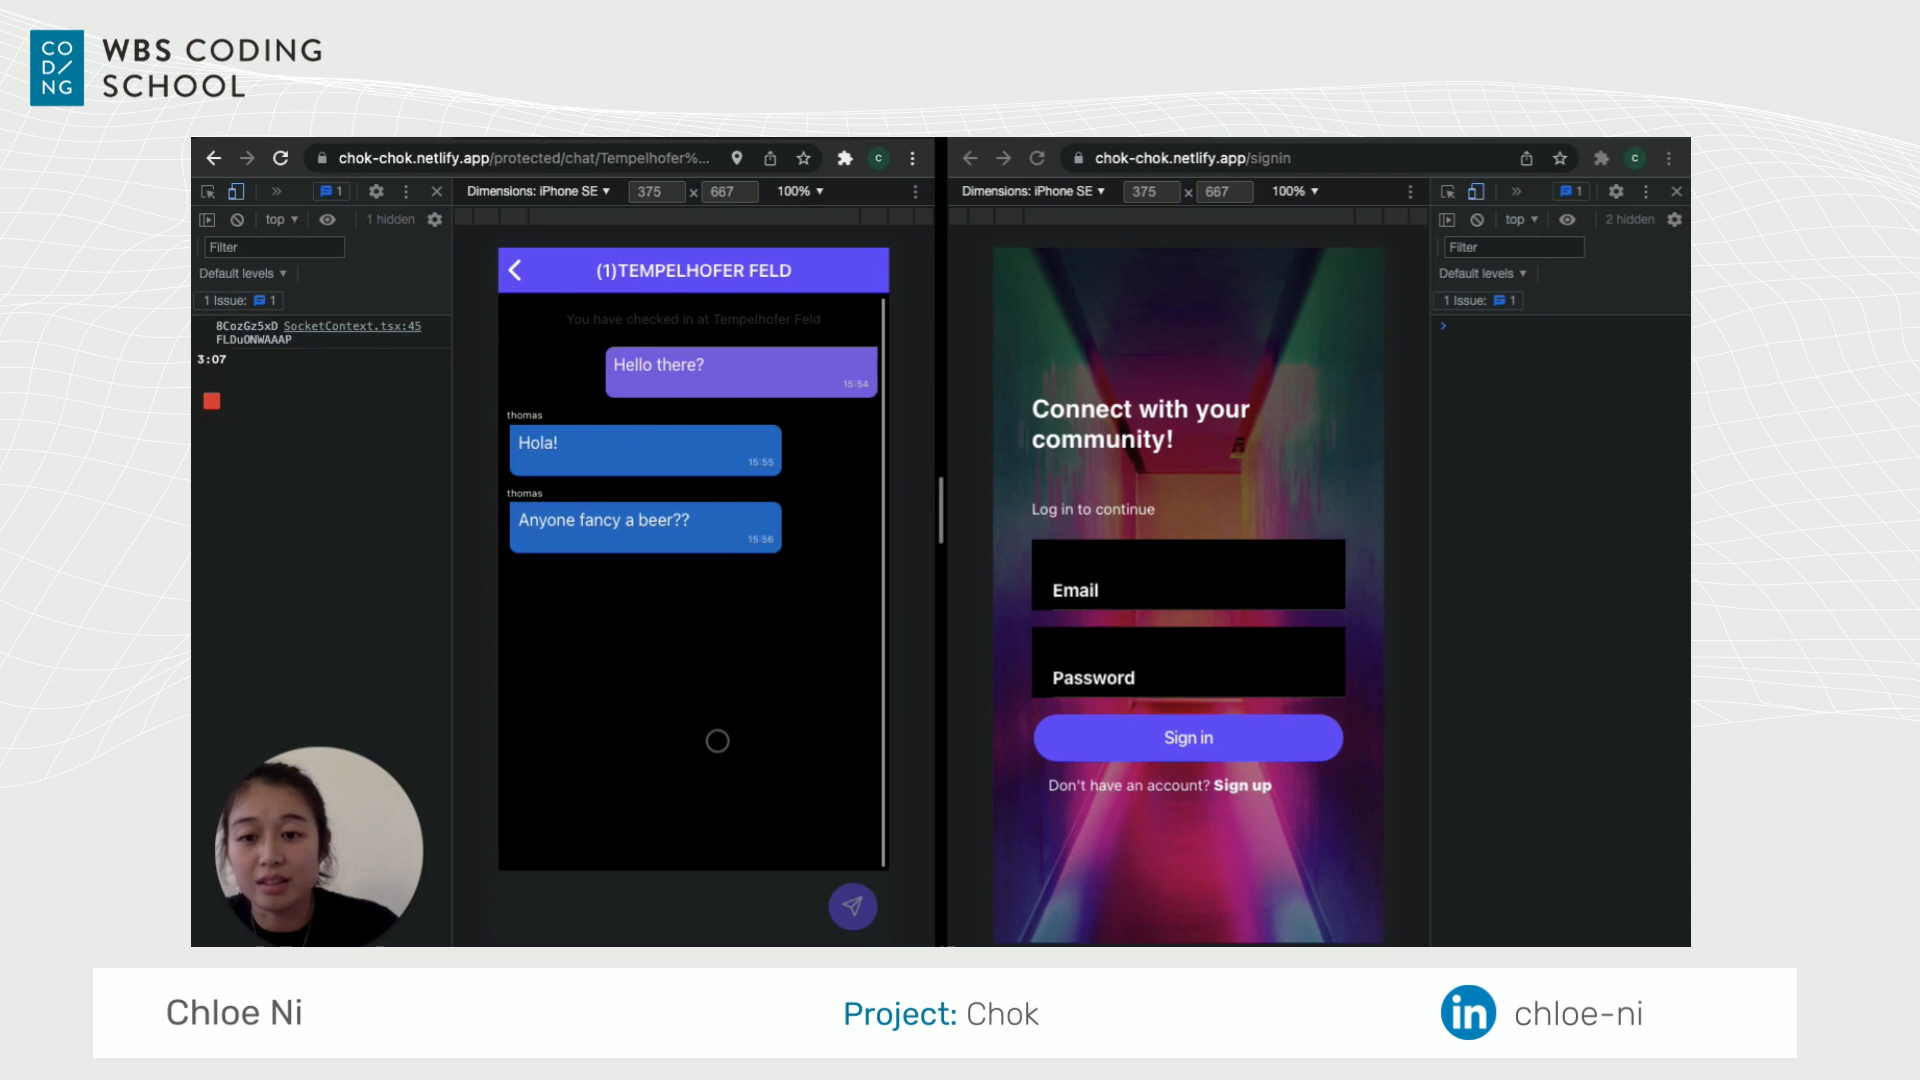 CO
D/
NG
WBS CODING
SCHOOL
chok-chok.netlify.app/protected/chat/Tempelhofer%...
C
chok-chok.netlify.app/signin
C
1
Dimensions: iPhone SE
375 x 667
100%
Dimensions: iPhone SE
375 x 667
100%
1
top
1 hidden
top
2 hidden
Filter
Filter
Default levels
Default levels
1 Issue: 1
1 Issue: 1
8CozGz5xD SocketContext.tsx:45
FLDuONWAAAP
3:07
(1)TEMPELHOFER FELD
You have checked in at Tempelhofer Feld
Hello there?
15:54
thomas
Hola!
15:55
thomas
Anyone fancy a beer??
15:56
Connect with your
community!
Log in to continue
Email
Password
Sign in
Don't have an account? Sign up
Chloe Ni
Project: Chok
in
chloe-ni